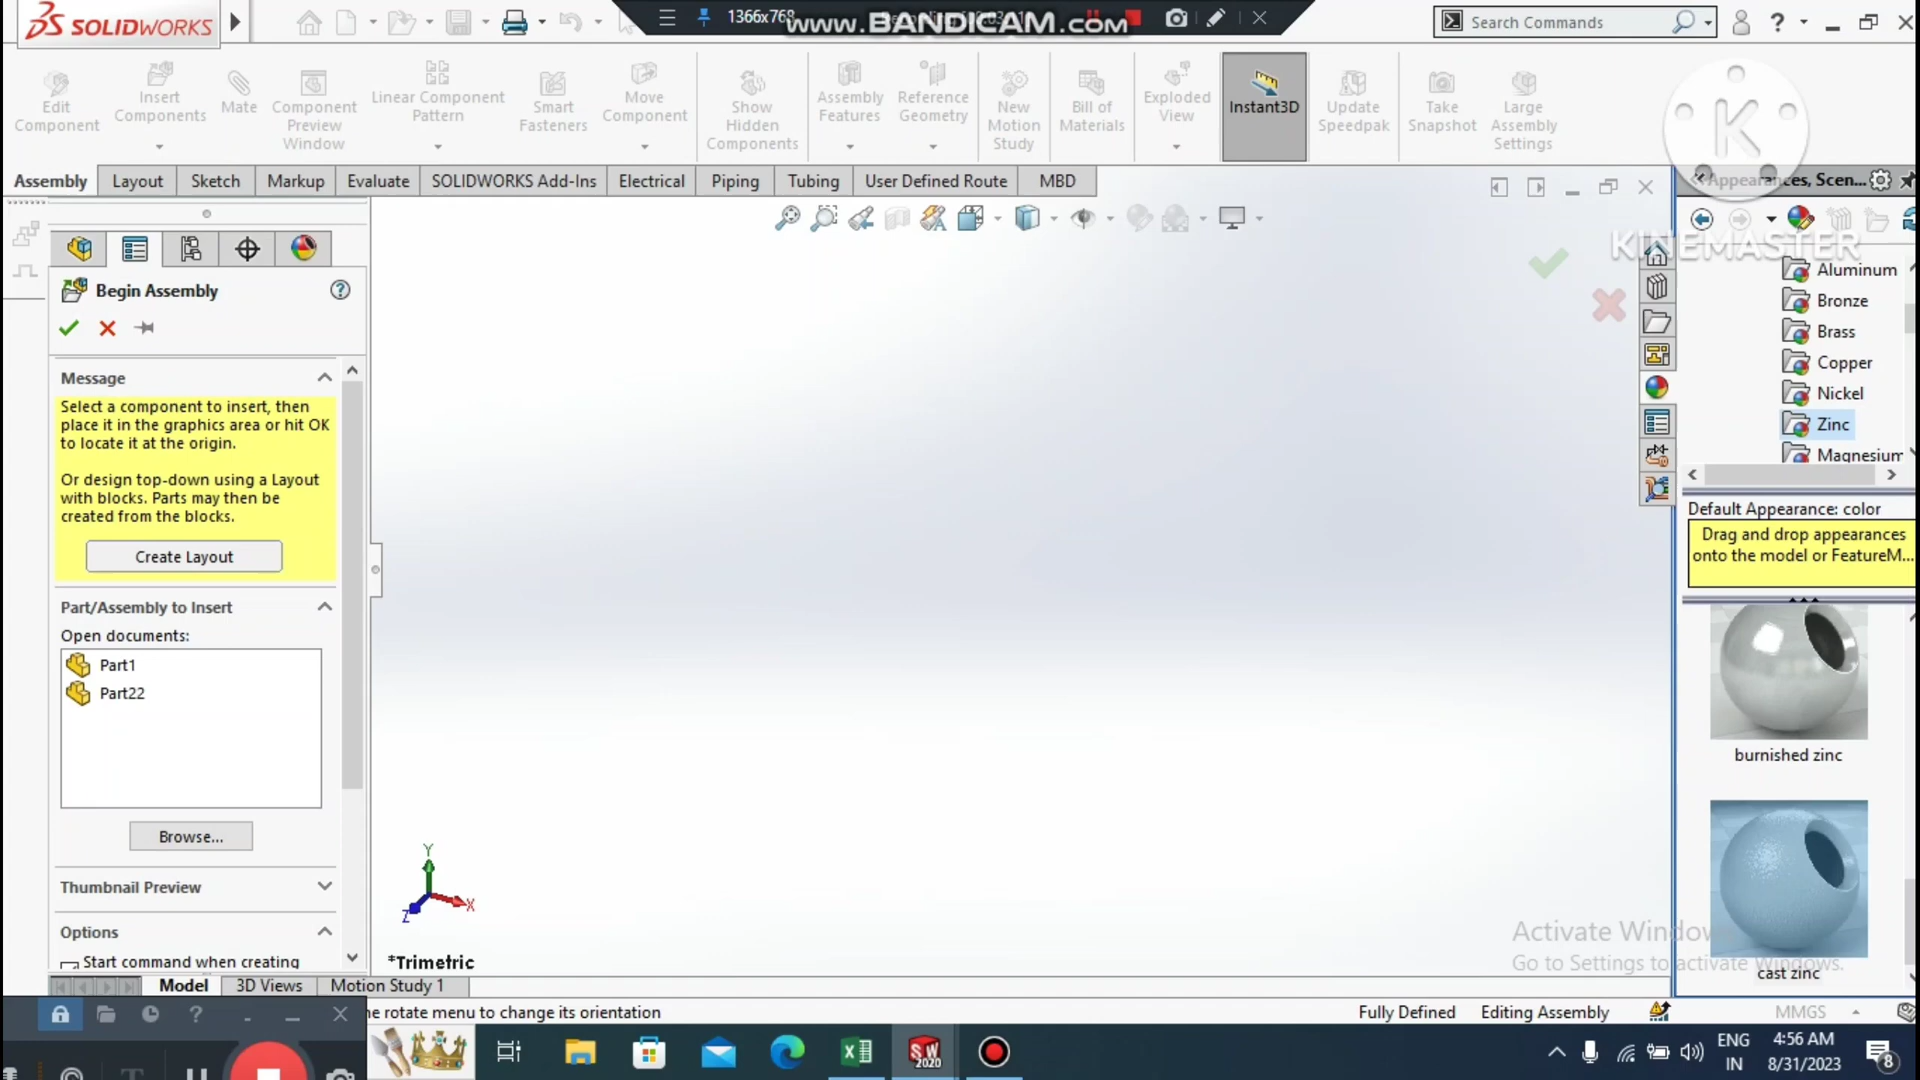 SOLIDWORKS
1366x768
www.BANDICAM.com
Search Commands
Edit Component
Insert Components
Mate
Component Preview Window
Linear Component Pattern
Smart Fasteners
Move Component
Show Hidden Components
Assembly Features
Reference Geometry
New Motion Study
Bill of Materials
Exploded View
Instant3D
Update Speedpak
Take Snapshot
Large Assembly Settings
K
KINEMASTER
Assembly
Layout
Sketch
Markup
Evaluate
SOLIDWORKS Add-Ins
Electrical
Piping
Tubing
User Defined Route
MBD
Appearances, Scen...
Begin Assembly
Message
Select a component to insert, then
place it in the graphics area or hit OK
to locate it at the origin.
Or design top-down using a Layout
with blocks. Parts may then be
created from the blocks.
Create Layout
Part/Assembly to Insert
Open documents:
Part1
Part22
Browse...
Thumbnail Preview
Options
Start command when creating
Y
X
Z
*Trimetric
Aluminum
Bronze
Brass
Copper
Nickel
Zinc
Magnesium
Default Appearance: color
Drag and drop appearances
onto the model or FeatureM...
burnished zinc
cast zinc
Activate Windows
Go to Settings to activate Windows.
Model
3D Views
Motion Study 1
he rotate menu to change its orientation
Fully Defined
Editing Assembly
MMGS
SW
2020
ENG
IN
4:56 AM
8/31/2023
8